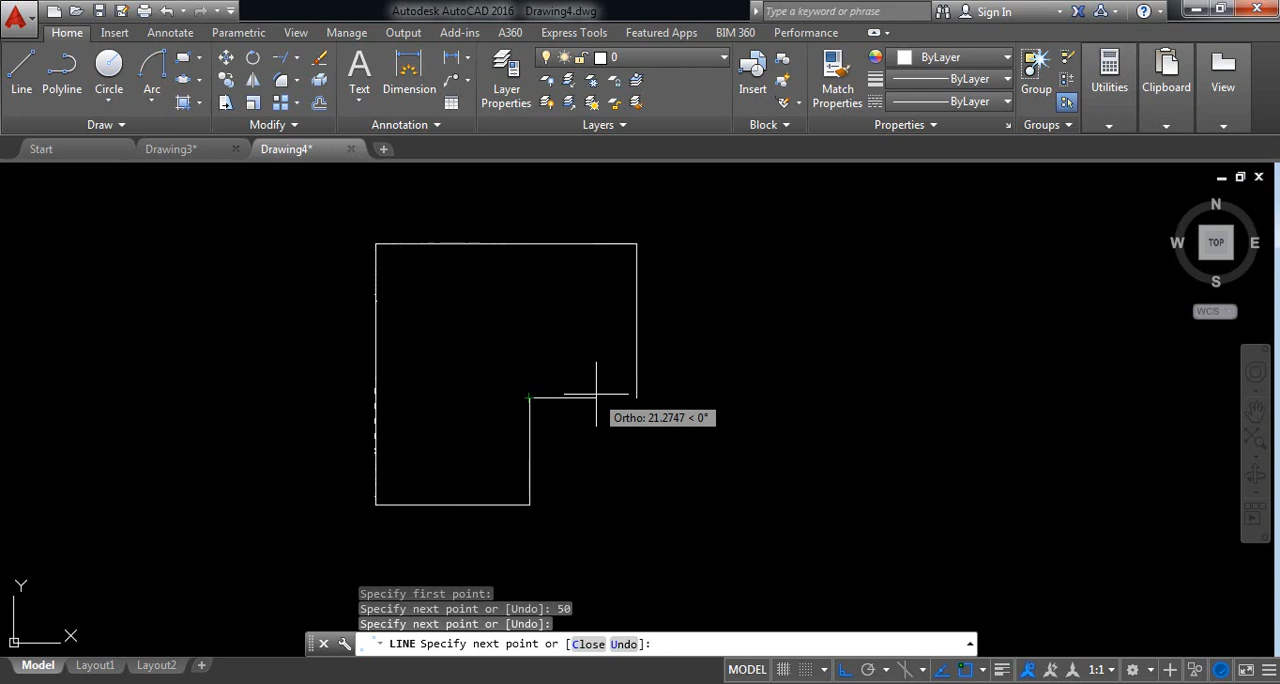 Autodesk AutoCAD 2016   Drawing4.dwg
Type a keyword or phrase
Sign In
Home
Insert
Annotate
Parametric
View
Manage
Output
Add-ins
A360
Express Tools
Featured Apps
BIM 360
Performance
Line
Polyline
Circle
Arc
Text
Dimension
Layer
Properties
0
Insert
Match
Properties
ByLayer
ByLayer
ByLayer
Group
Utilities
Clipboard
View
Draw
Modify
Annotation
Layers
Block
Properties
Groups
Start
Drawing3*
Drawing4*
N
W
TOP
E
S
WCS
Ortho: 21.2747 < 0°
Y
X
Specify first point:
Specify next point or [Undo]: 50
Specify next point or [Undo]:
LINE Specify next point or [Close Undo]:
Model
Layout1
Layout2
MODEL
1:1